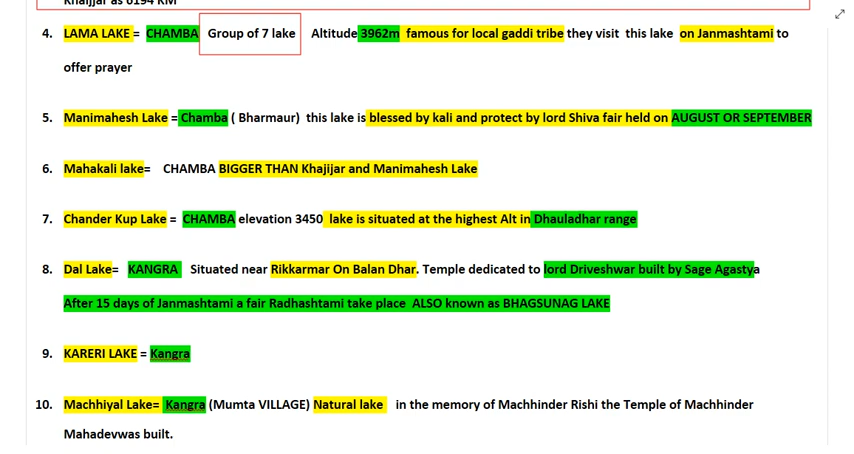 Khajjar as 6194 KM
4. LAMA LAKE = CHAMBA Group of 7 lake Altitude 3962m famous for local gaddi tribe they visit this lake on Janmashtami to
offer prayer
5. Manimahesh Lake = Chamba ( Bharmaur) this lake is blessed by kali and protect by lord Shiva fair held on AUGUST OR SEPTEMBER
6. Mahakali lake= CHAMBA BIGGER THAN Khajijar and Manimahesh Lake
7. Chander Kup Lake = CHAMBA elevation 3450 lake is situated at the highest Alt in Dhauladhar range
8. Dal Lake= KANGRA Situated near Rikkarmar On Balan Dhar. Temple dedicated to lord Driveshwar built by Sage Agastya
After 15 days of Janmashtami a fair Radhashtami take place ALSO known as BHAGSUNAG LAKE
9. KARERI LAKE = Kangra
10. Machhiyal Lake= Kangra (Mumta VILLAGE) Natural lake in the memory of Machhinder Rishi the Temple of Machhinder
Mahadevwas built.